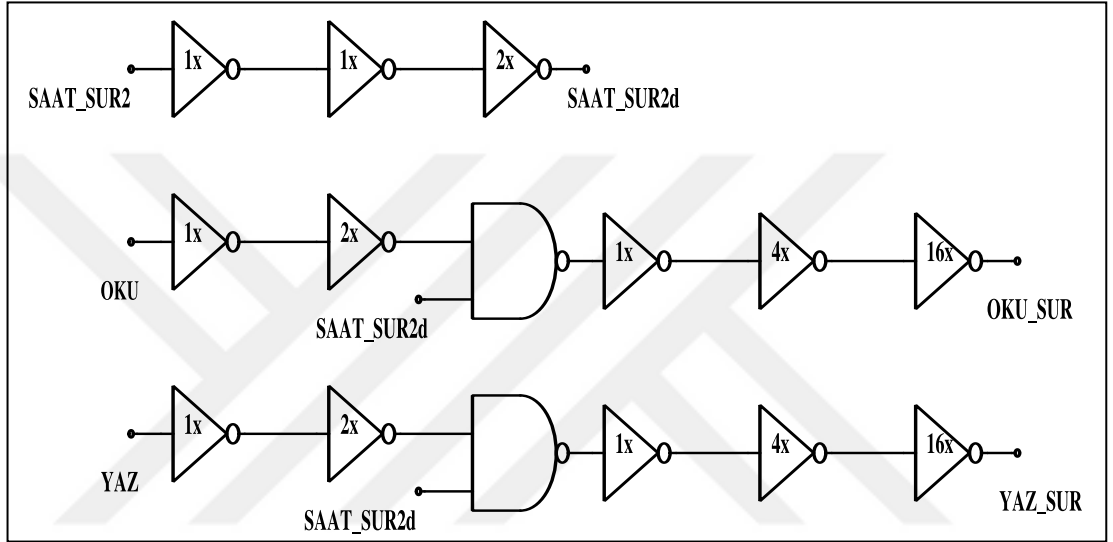 1x 1x 2x
SAAT_SUR2 SAAT_SUR2d
1x 2x 1x 4x 16x
OKU SAAT_SUR2d OKU_SUR
1x 2x 1x 4x 16x
YAZ SAAT_SUR2d YAZ_SUR